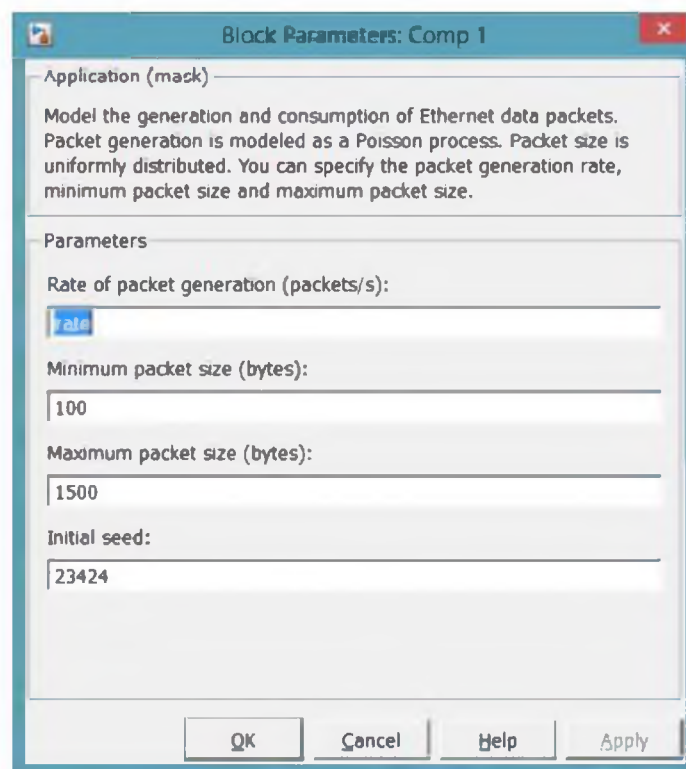 Block Parameters: Comp 1
Application (mask)
Model the generation and consumption of Ethernet data packets.
Packet generation is modeled as a Poisson process. Packet size is
uniformly distributed. You can specify the packet generation rate,
minimum packet size and maximum packet size.
Parameters
Rate of packet generation (packets/s):
rate
Minimum packet size (bytes):
100
Maximum packet size (bytes):
1500
Initial seed:
23424
OK Cancel Help Apply